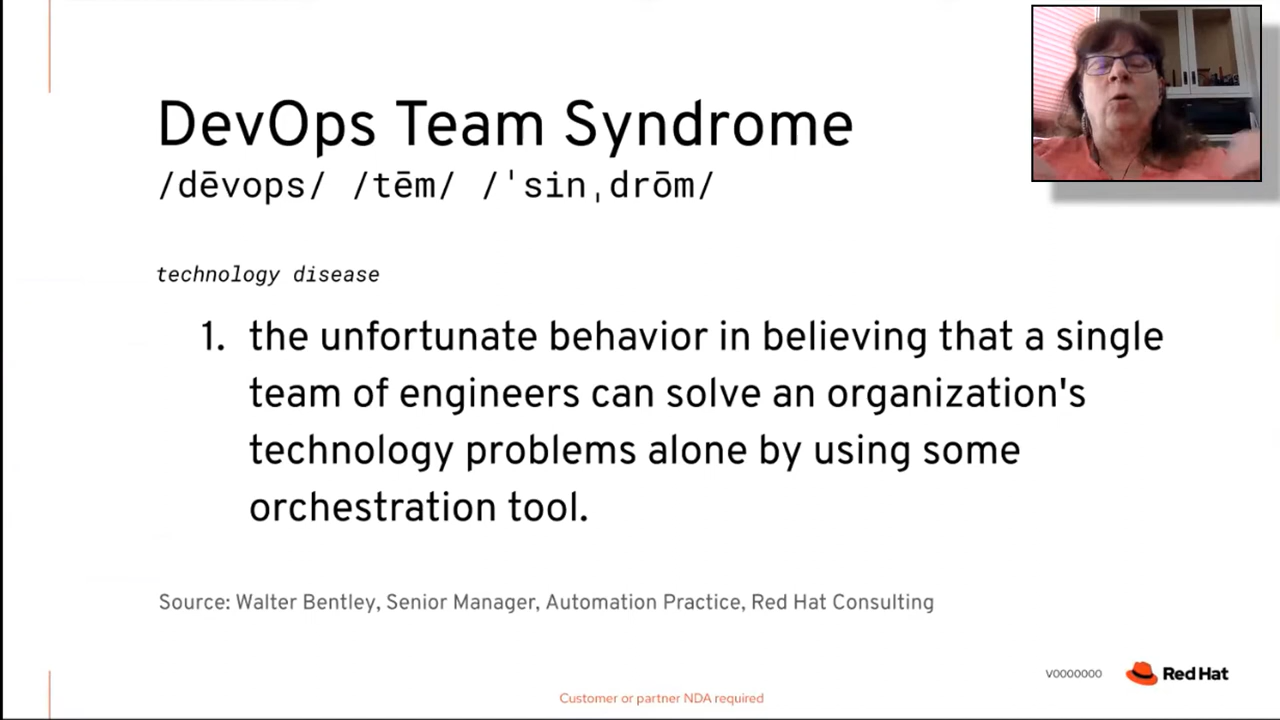 DevOps Team Syndrome
/dēvops/ /tēm/ /ˈsinˌdrōm/
technology disease
1. the unfortunate behavior in believing that a single
team of engineers can solve an organization's
technology problems alone by using some
orchestration tool.
Source: Walter Bentley, Senior Manager, Automation Practice, Red Hat Consulting
V0000000
Red Hat
Customer or partner NDA required